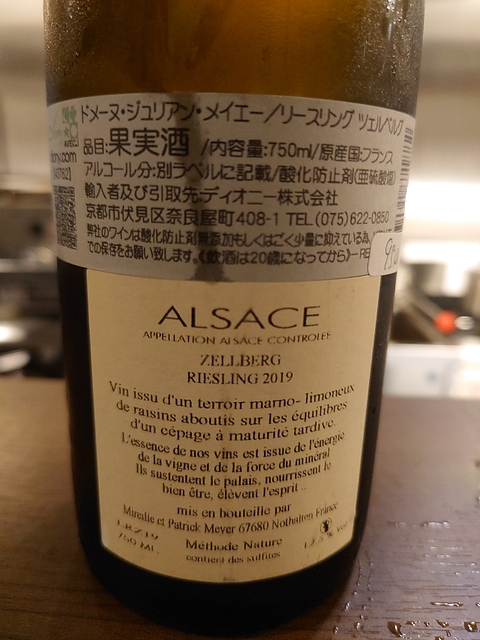 ドメーヌ・ジュリアン・メイエー/リースリング ツェルベルグ
品目:果実酒 /内容量:750ml/原産国:フランス
アルコール分:別ラベルに記載/酸化防止剤(亜硫酸塩)
輸入者及び引取先:ディオニー株式会社
京都市伏見区奈良屋町408-1 TEL(075)622-0850
弊社のワインは酸化防止剤無添加もしくはごく少量に抑えている為、
での保存をお願い致します。《飲酒は20歳になってから》
ALSACE
APPELLATION ALSACE CONTROLÉE
ZELLBERG
RIESLING 2019
Vin issu d'un terroir marno- limoneux
de raisins aboutis sur les équilibres
d'un cépage à maturité tardive.
L'essence de nos vins est issue de l'énergie
de la vigne et de la force du minéral
Ils sustentent le palais, nourrissent le
bien être, élèvent l'esprit ..
mis en bouteille par
Mireille et Patrick Meyer 67680 Nothalten France
LRZ19
750 ML
Méthode Nature
contient des sulfites